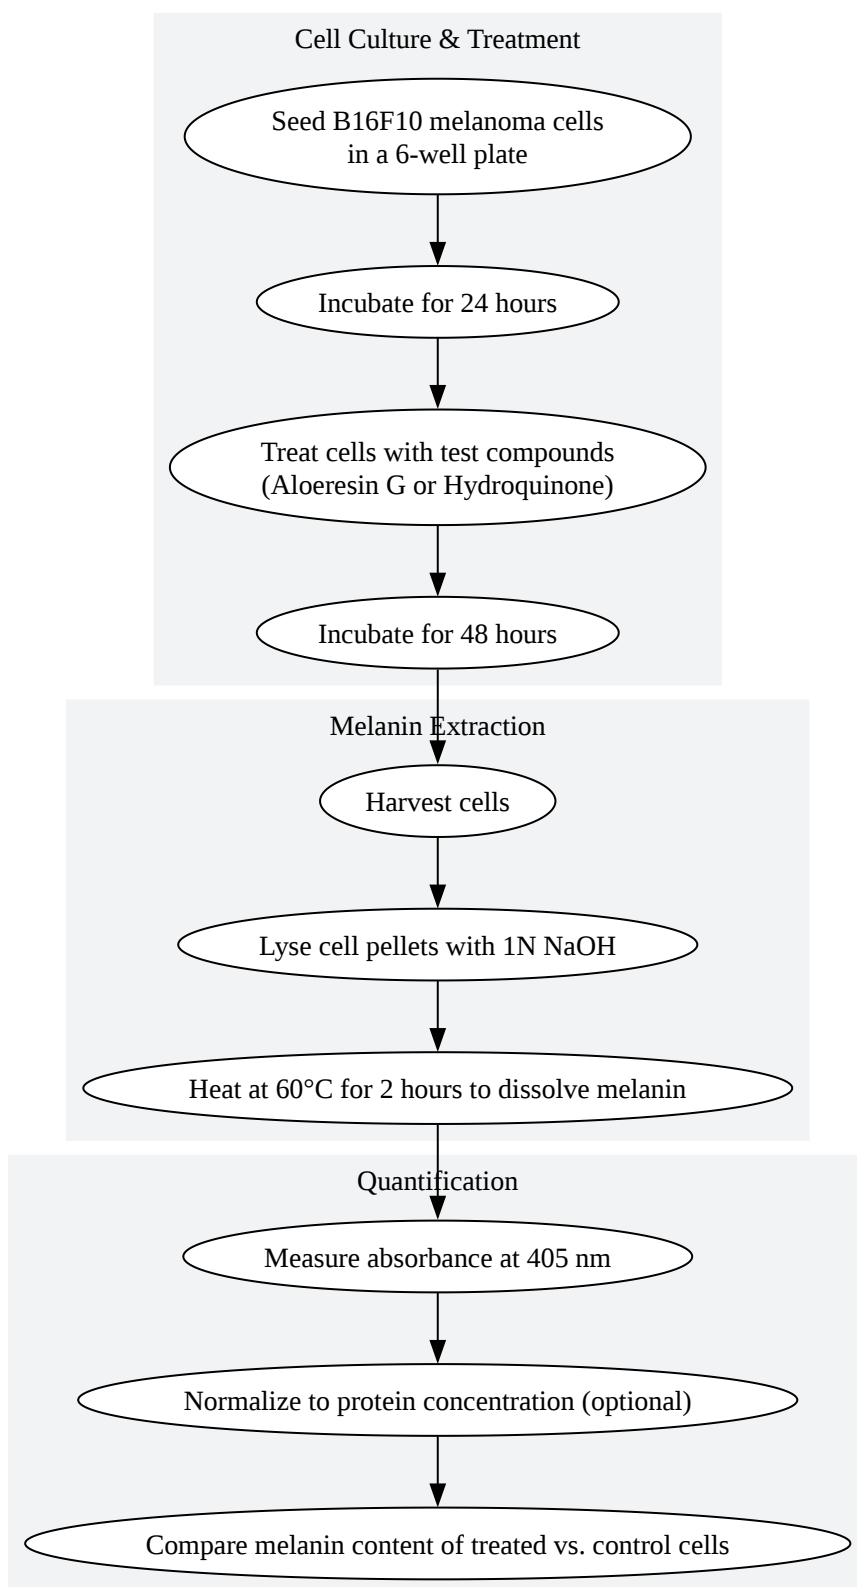 Cell Culture & Treatment
Seed B16F10 melanoma cells
in a 6-well plate
Incubate for 24 hours
Treat cells with test compounds
(Aloeresin G or Hydroquinone)
Incubate for 48 hours
Melanin Extraction
Harvest cells
Lyse cell pellets with 1N NaOH
Heat at 60°C for 2 hours to dissolve melanin
Quantification
Measure absorbance at 405 nm
Normalize to protein concentration (optional)
Compare melanin content of treated vs. control cells